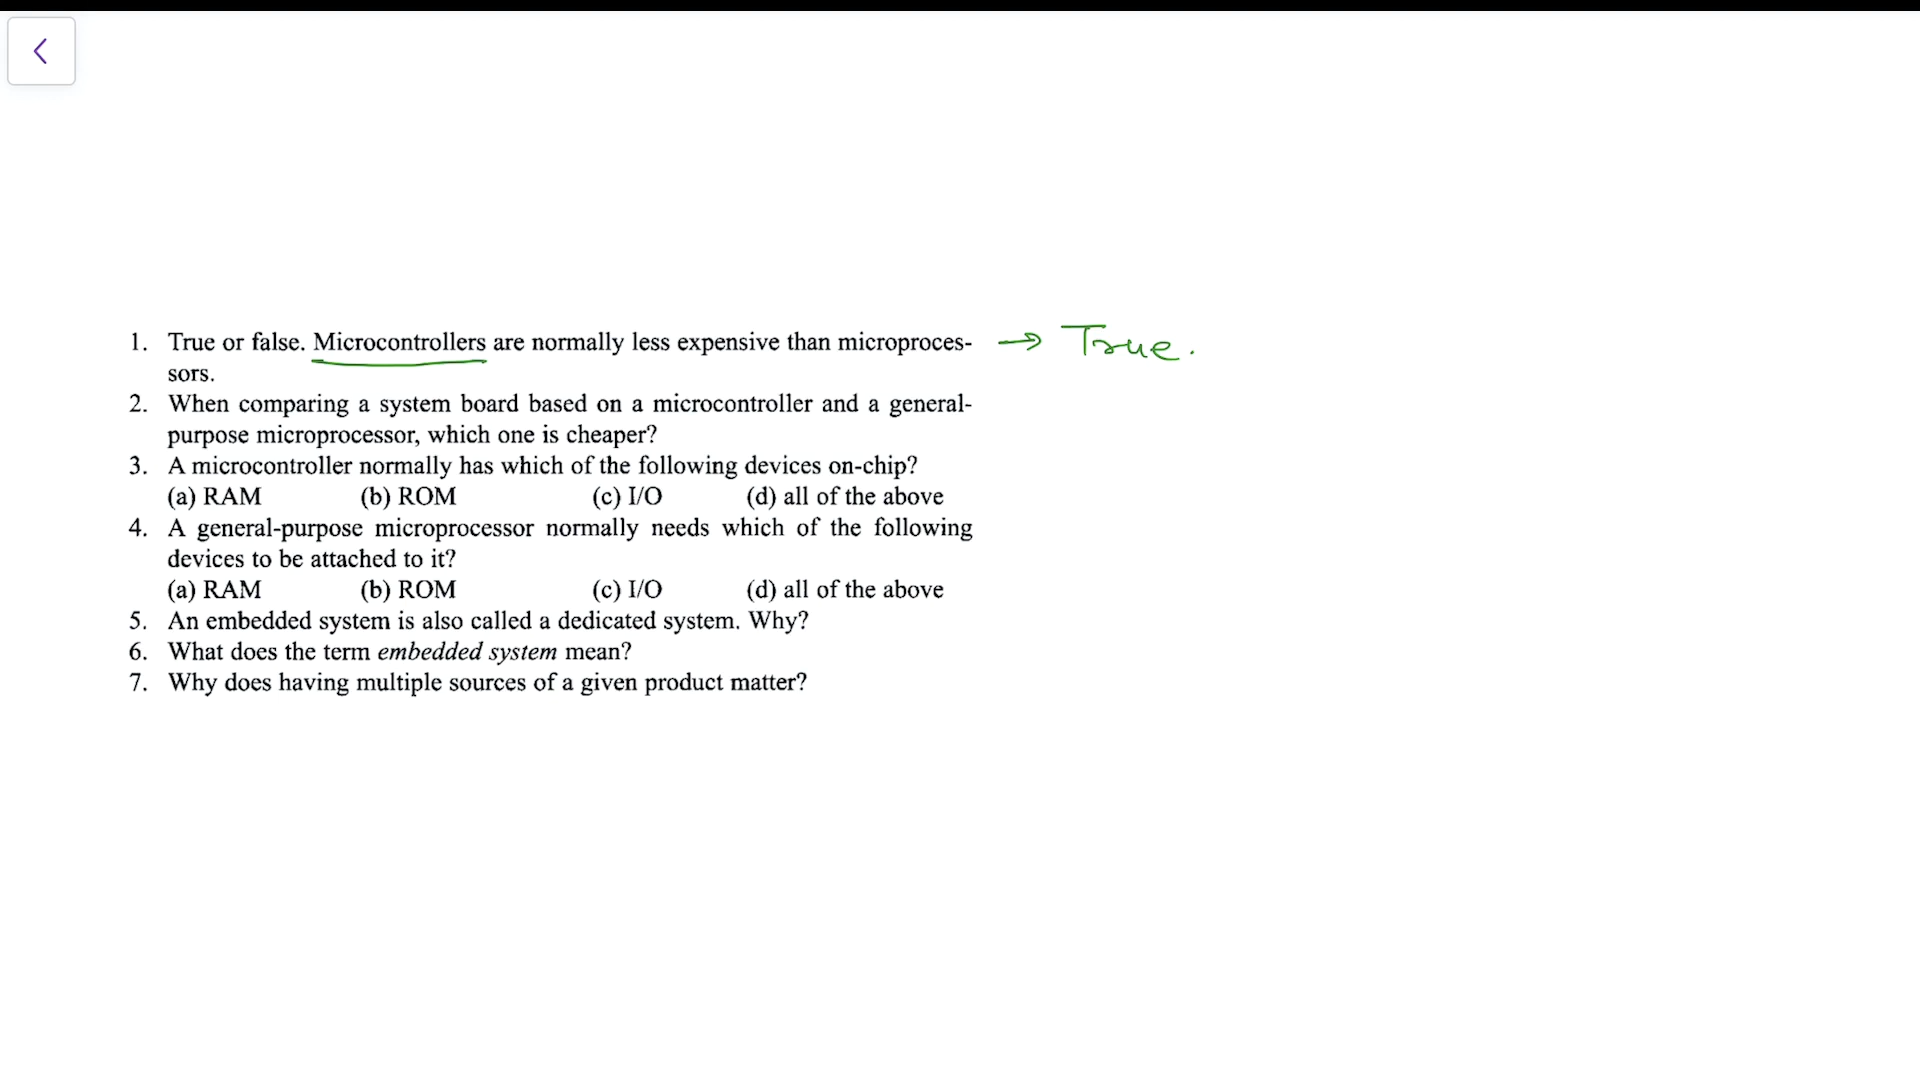 1. True or false. Microcontrollers are normally less expensive than microproces- → True.
sors.
2. When comparing a system board based on a microcontroller and a general-
purpose microprocessor, which one is cheaper?
3. A microcontroller normally has which of the following devices on-chip?
(a) RAM (b) ROM (c) I/O (d) all of the above
4. A general-purpose microprocessor normally needs which of the following
devices to be attached to it?
(a) RAM (b) ROM (c) I/O (d) all of the above
5. An embedded system is also called a dedicated system. Why?
6. What does the term embedded system mean?
7. Why does having multiple sources of a given product matter?